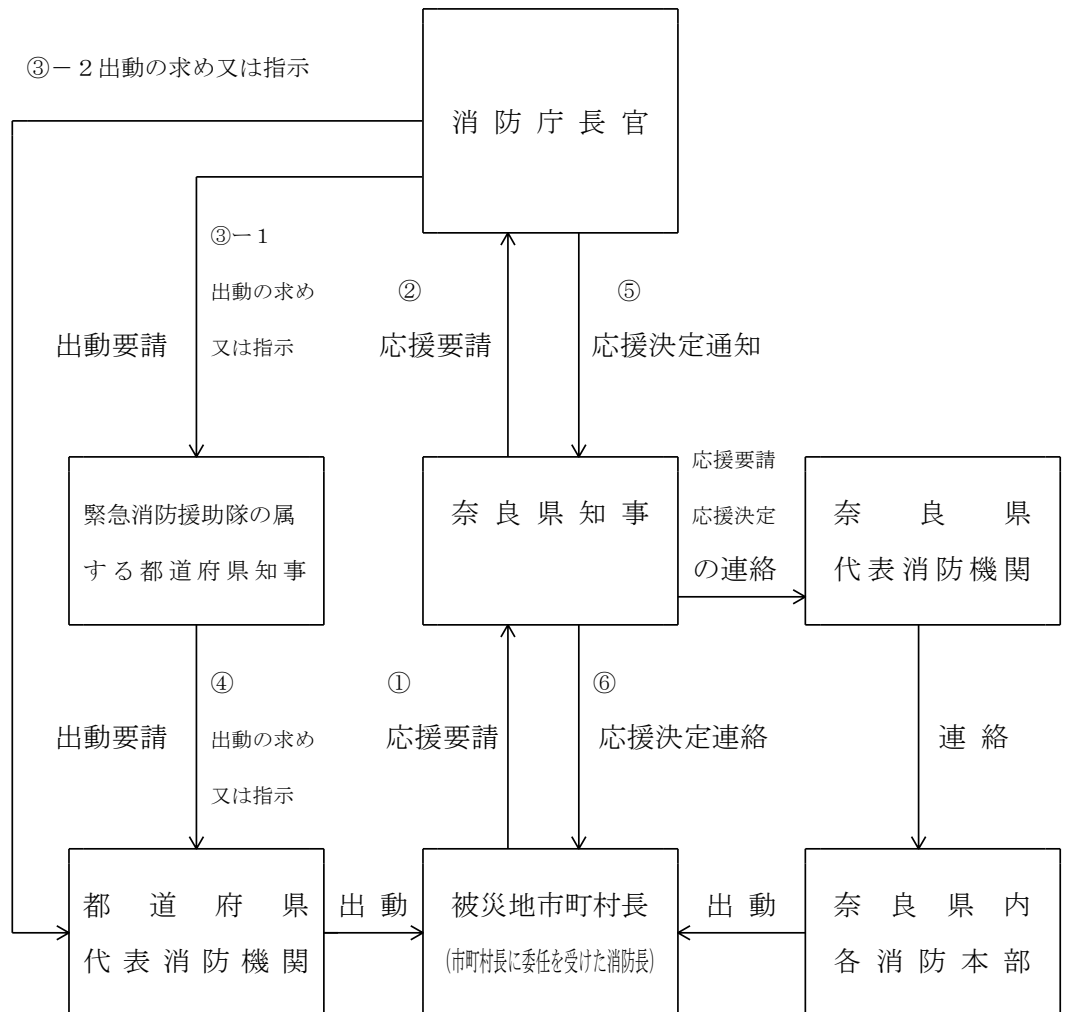 ③－２出動の求め又は指示
消防庁長官
③ー１
出動の求め
又は指示
出動要請
②
応援要請
⑤
応援決定通知
緊急消防援助隊の属
する都道府県知事
奈良県知事
応援要請
応援決定
の連絡
奈良県
代表消防機関
④
出動の求め
又は指示
出動要請
①
応援要請
⑥
応援決定連絡
連絡
都道府県
代表消防機関
出動
被災地市町村長
(市町村長に委任を受けた消防長)
出動
奈良県内
各消防本部